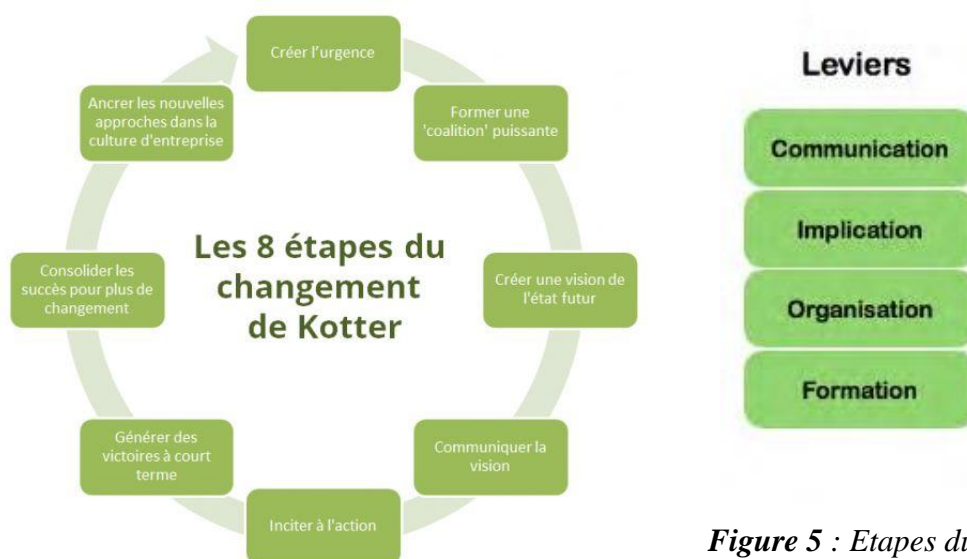 Créer l'urgence
Former une
'coalition' puissante
Créer une vision de
l'état futur
Communiquer la
vision
Inciter à l'action
Générer des
victoires à court
terme
Consolider les
succès pour plus de
changement
Ancrer les nouvelles
approches dans la
culture d'entreprise
Les 8 étapes du
changement
de Kotter
Leviers
Communication
Implication
Organisation
Formation
Figure 5 : Etapes du